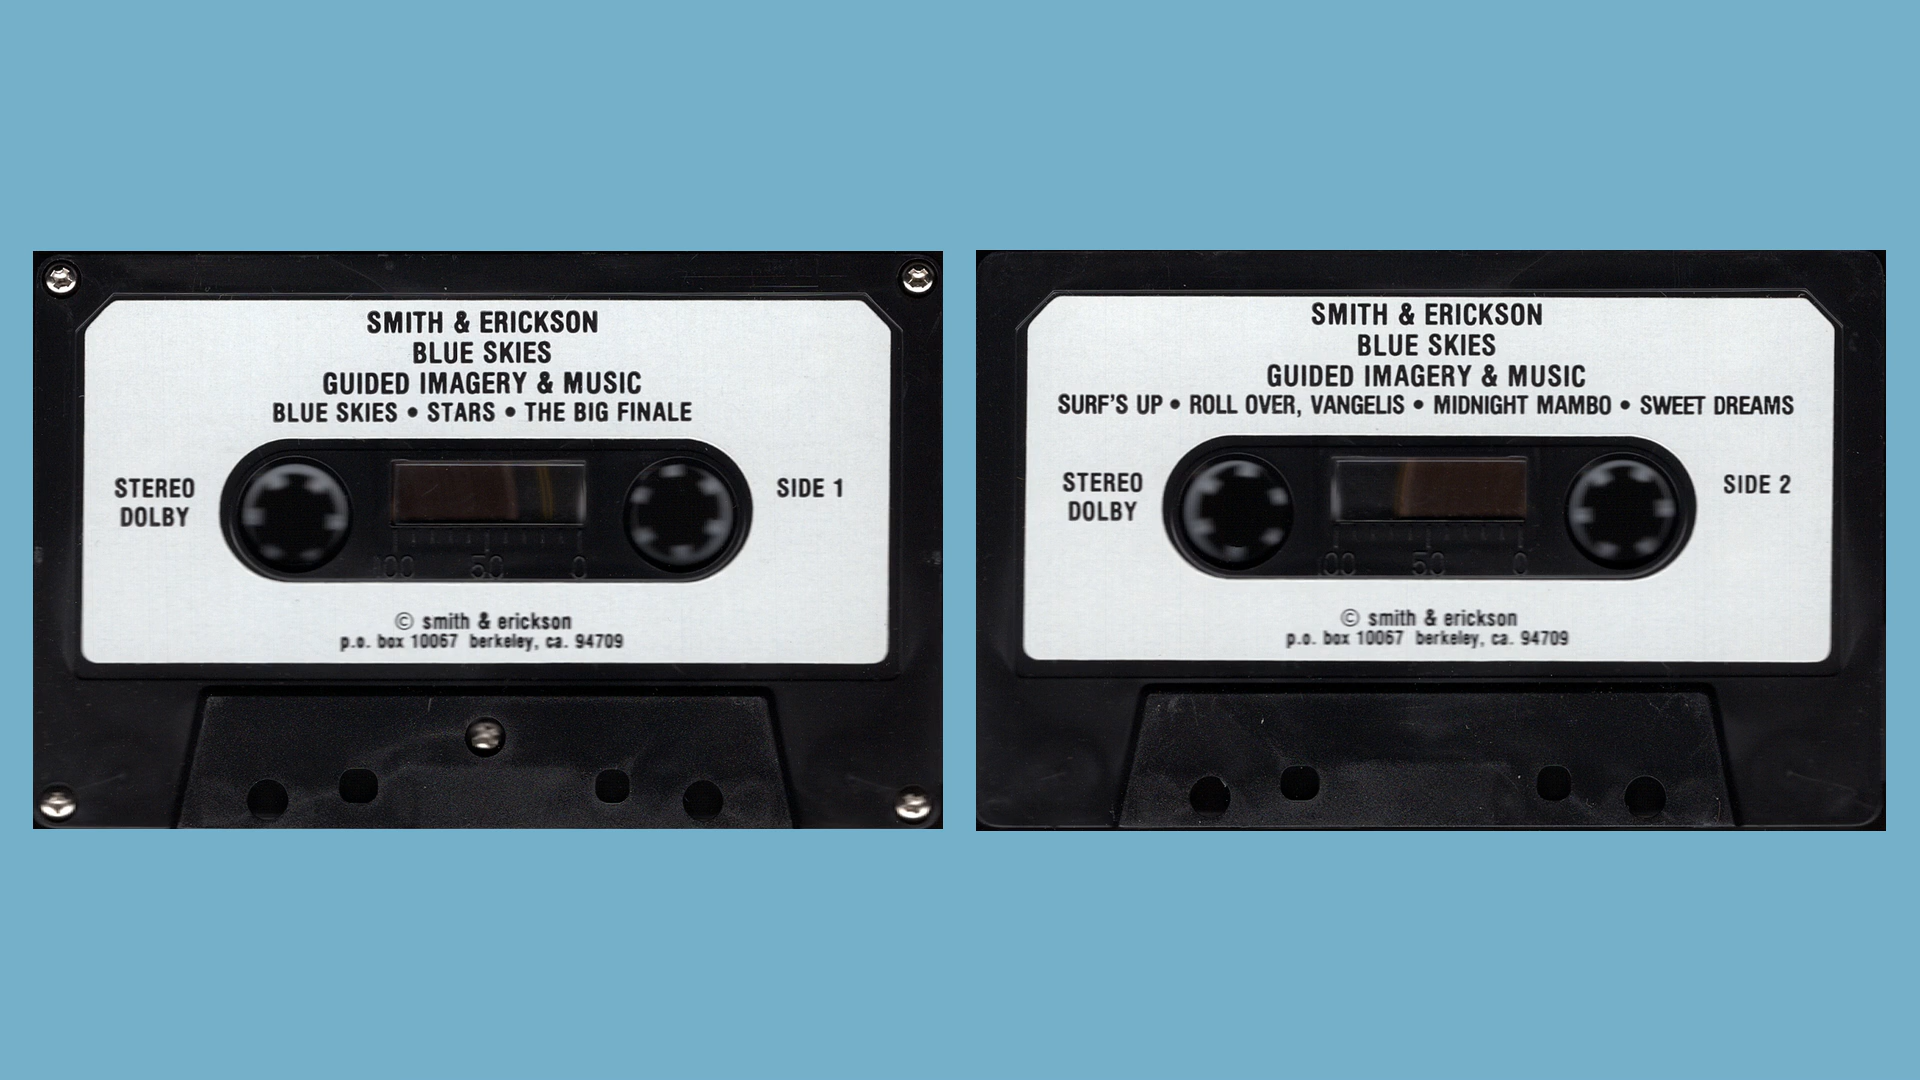 SMITH & ERICKSON
BLUE SKIES
GUIDED IMAGERY & MUSIC
BLUE SKIES • STARS • THE BIG FINALE
STEREO
DOLBY
SIDE 1
100 50 0
© smith & erickson
p.o. box 10067 berkeley, ca. 94709
SMITH & ERICKSON
BLUE SKIES
GUIDED IMAGERY & MUSIC
SURF'S UP • ROLL OVER, VANGELIS • MIDNIGHT MAMBO • SWEET DREAMS
STEREO
DOLBY
SIDE 2
100 50 0
© smith & erickson
p.o. box 10067 berkeley, ca. 94709